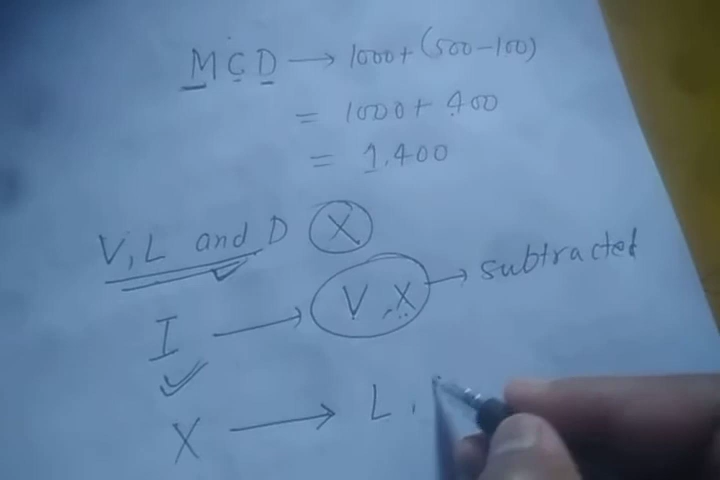 MCD → 1000+(500-100)
= 1000+ 400
= 1,400
V, L and D X
I → V, X → subtracted
X → L,